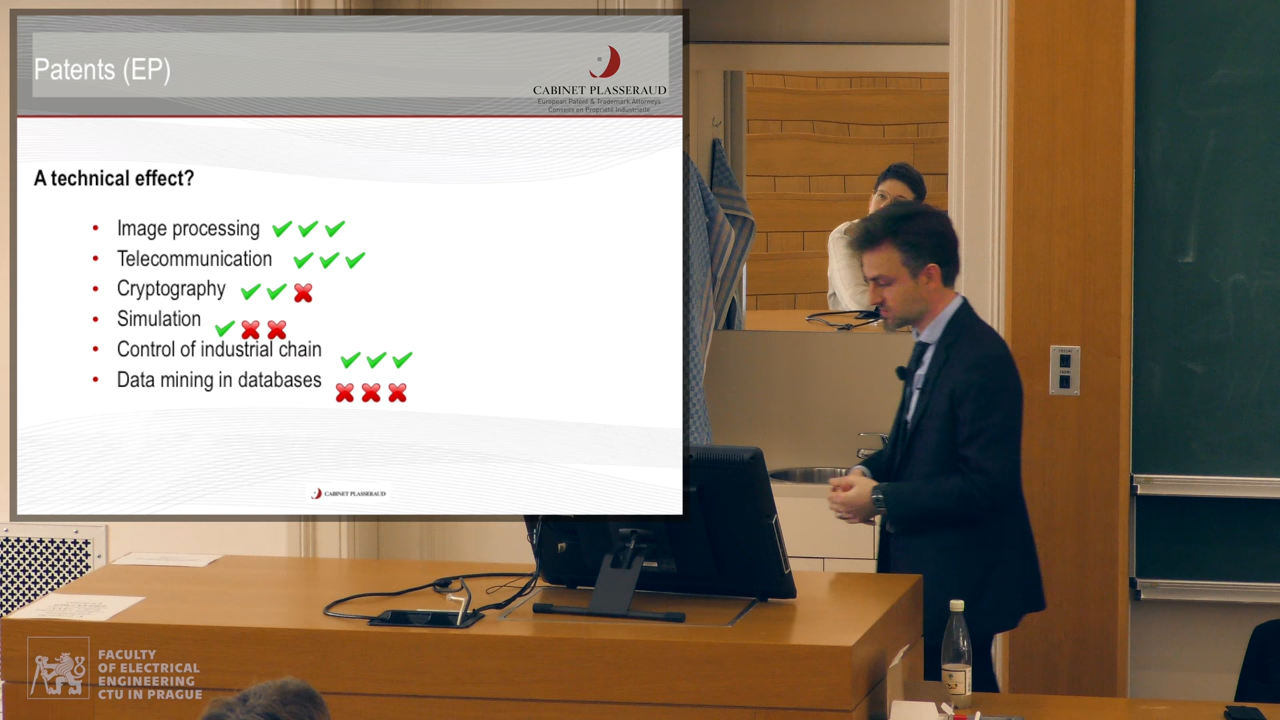 Patents (EP)
CABINET PLASSERAUD
European Patent & Trademark Attorneys
Conseils en Propriété Industrielle
A technical effect?
• Image processing
• Telecommunication
• Cryptography
• Simulation
• Control of industrial chain
• Data mining in databases
CABINET PLASSERAUD
FACULTY
OF ELECTRICAL
ENGINEERING
CTU IN PRAGUE